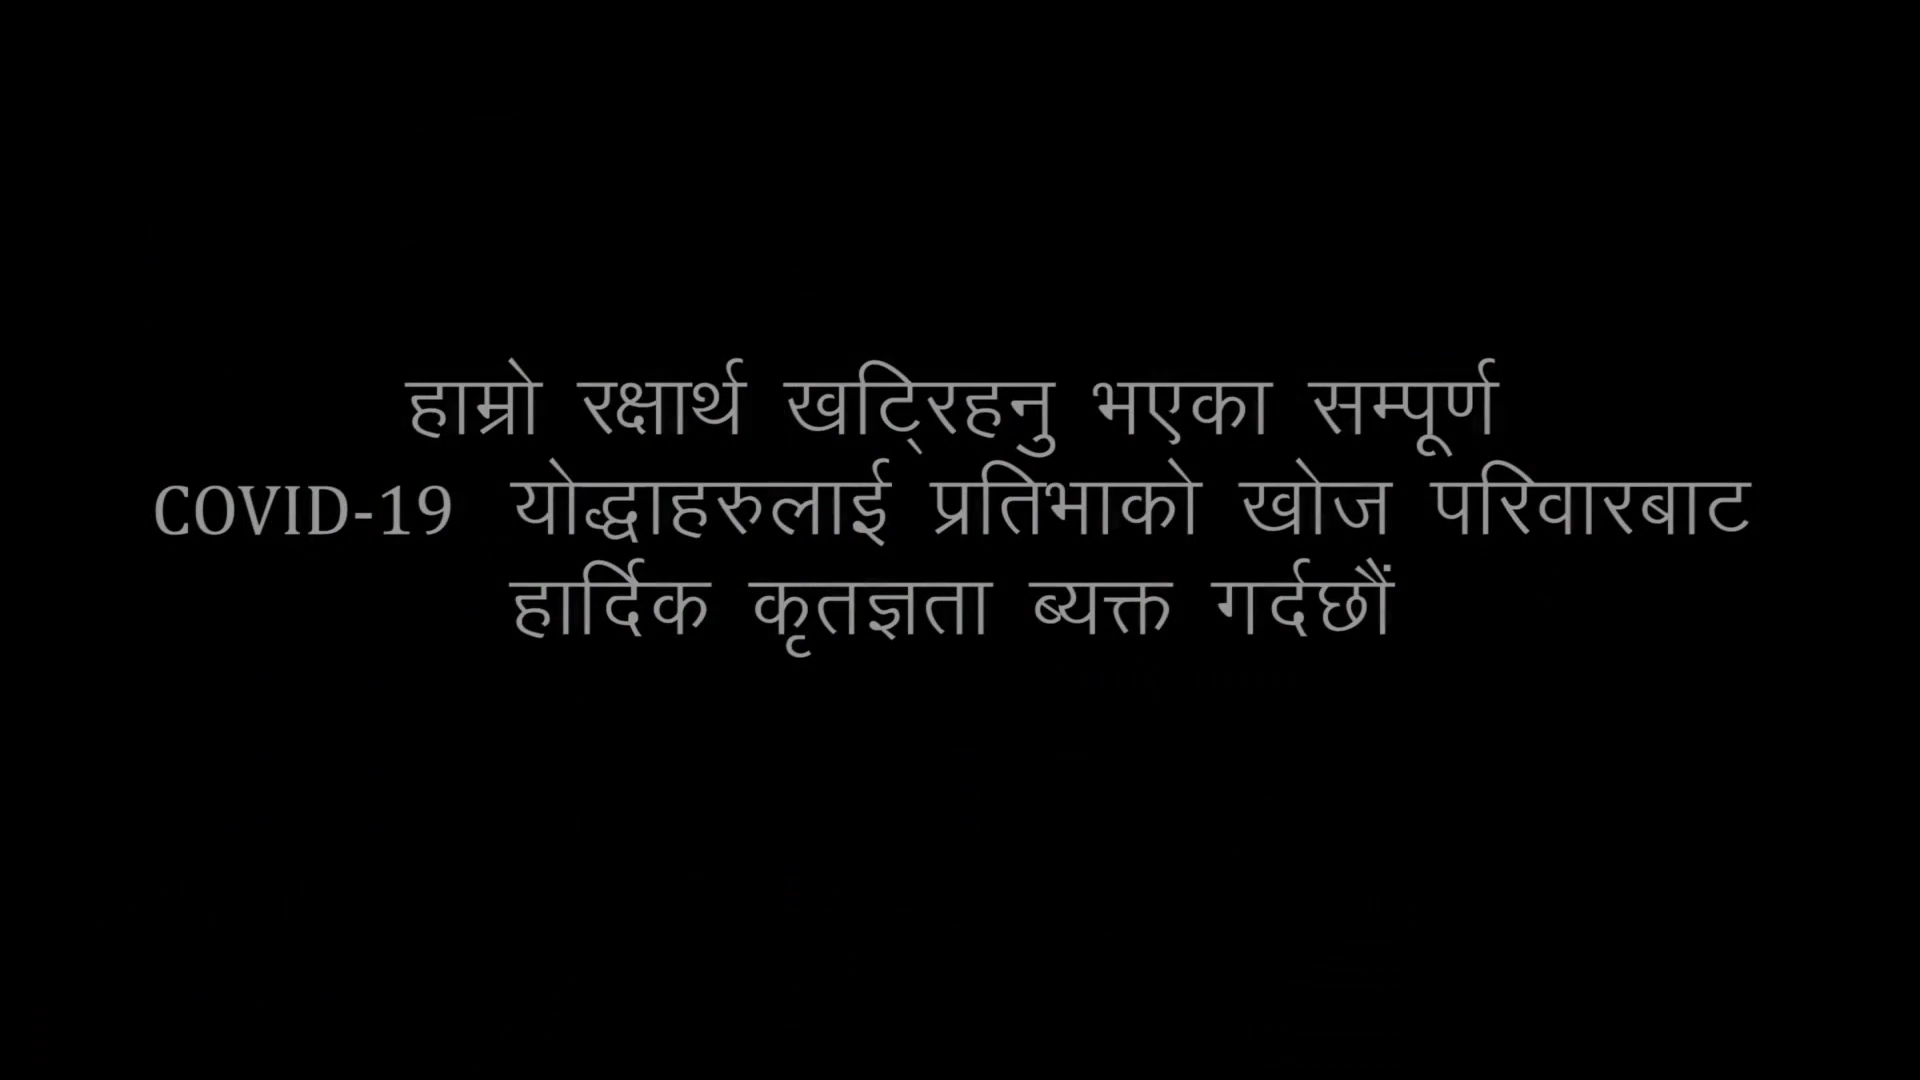 हाम्रो रक्षार्थ खटि्रहनु भएका सम्पूर्ण
COVID-19 योद्धाहरुलाई प्रतिभाको खोज परिवारबाट
हार्दिक कृतज्ञता ब्यक्त गर्दछौं